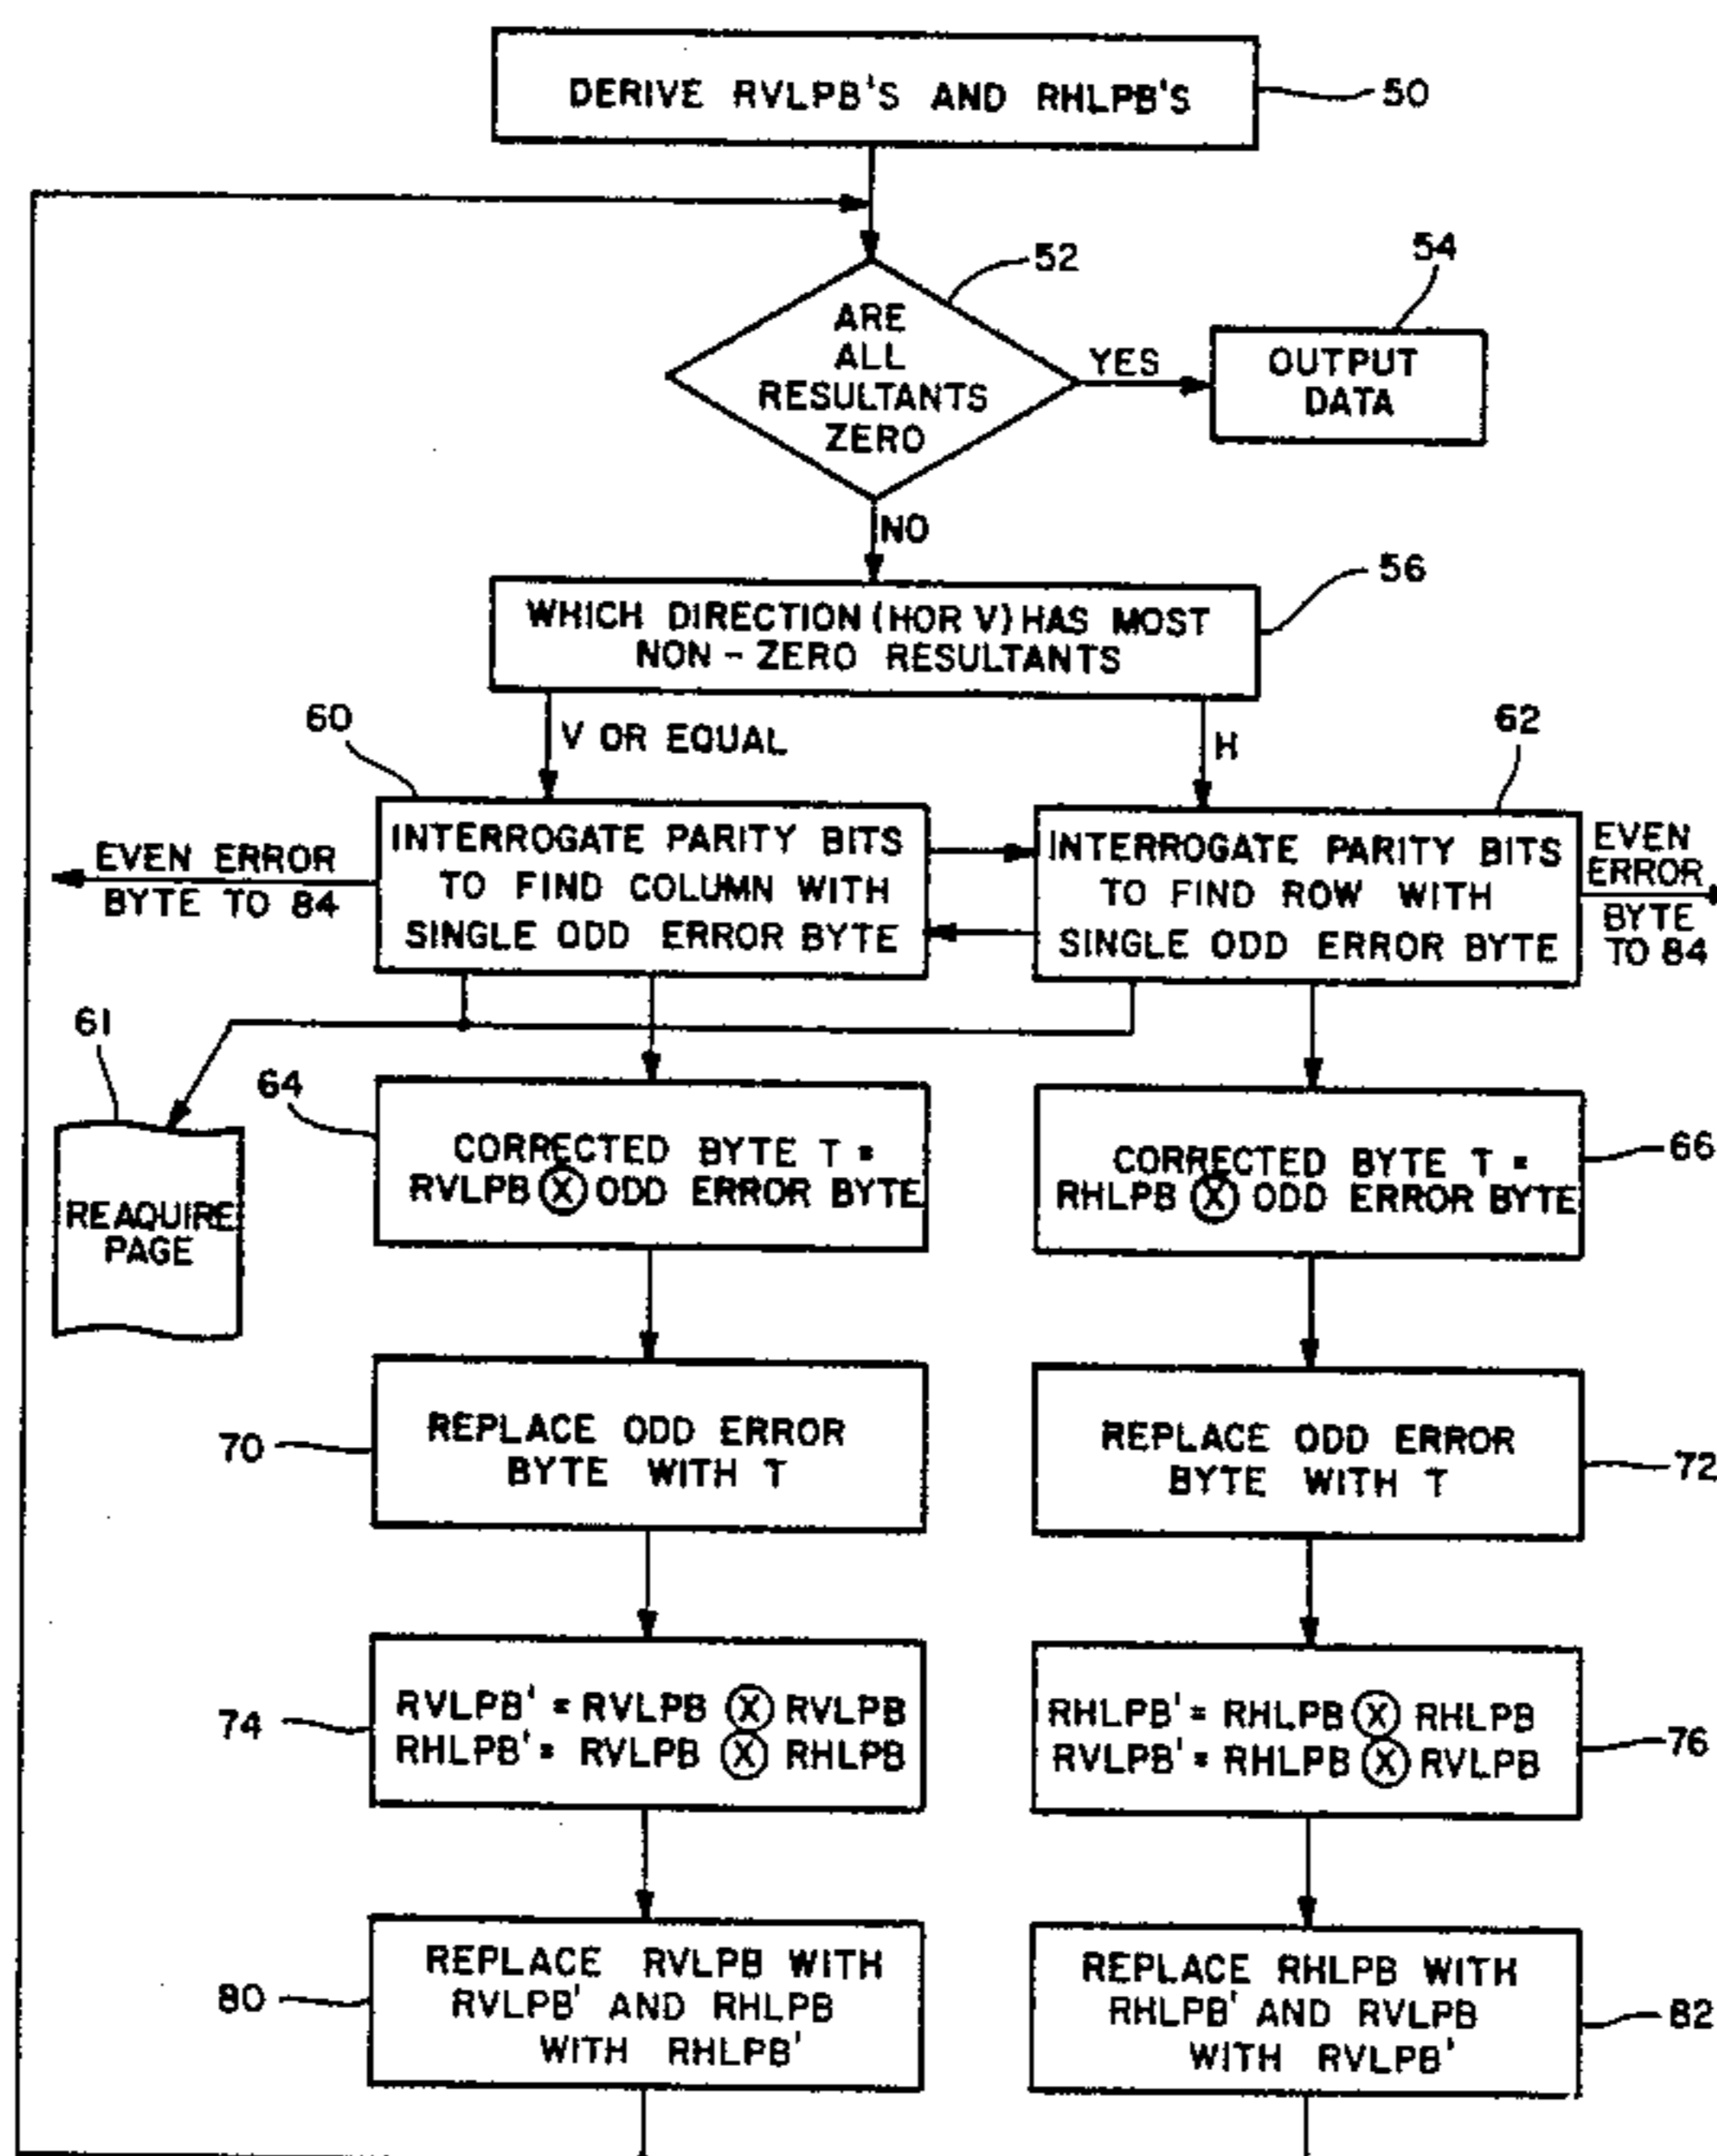 DERIVE RVLPB'S AND RHLPB'S
50
52
54
ARE
ALL
RESULTANTS
ZERO
YES
OUTPUT
DATA
NO
56
WHICH DIRECTION (HOR V) HAS MOST
NON-ZERO RESULTANTS
60
V OR EQUAL
H
62
EVEN ERROR
BYTE TO 84
INTERROGATE PARITY BITS
TO FIND COLUMN WITH
SINGLE ODD ERROR BYTE
INTERROGATE PARITY BITS
TO FIND ROW WITH
SINGLE ODD ERROR BYTE
EVEN
ERROR
BYTE
TO 84
61
REAQUIRE
PAGE
64
CORRECTED BYTE T =
RVLPB Ⓧ ODD ERROR BYTE
CORRECTED BYTE T =
RHLPB Ⓧ ODD ERROR BYTE
66
70
REPLACE ODD ERROR
BYTE WITH T
REPLACE ODD ERROR
BYTE WITH T
72
74
RVLPB' = RVLPB Ⓧ RVLPB
RHLPB' = RVLPB Ⓧ RHLPB
RHLPB' = RHLPB Ⓧ RHLPB
RVLPB' = RHLPB Ⓧ RVLPB
76
80
REPLACE RVLPB WITH
RVLPB' AND RHLPB
WITH RHLPB'
REPLACE RHLPB WITH
RHLPB' AND RVLPB
WITH RVLPB'
82